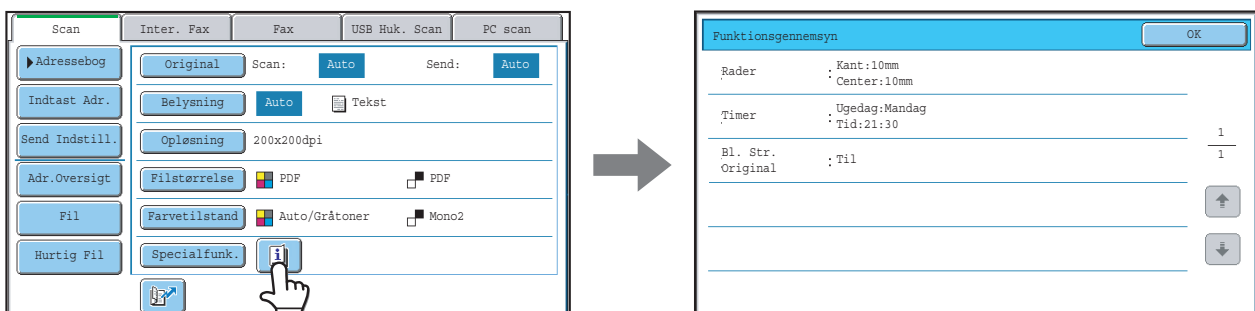 Scan Inter. Fax Fax USB Huk. Scan PC scan
Adressebog
Original Scan: Auto Send: Auto
Indtast Adr.
Belysning Auto Tekst
Send Indstill.
Opløsning 200x200dpi
Adr.Oversigt
Filstørrelse PDF PDF
Fil
Farvetilstand Auto/Gråtoner Mono2
Hurtig Fil
Specialfunk.
Funktionsgennemsyn OK
Rader : Kant:10mm
Center:10mm
Timer : Ugedag:Mandag
Tid:21:30
Bl. Str.
Original : Til
1
1